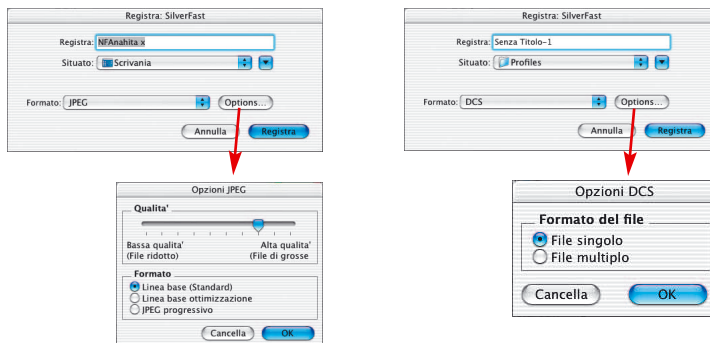 Registra: SilverFast
Registra: NFAnahita x
Situato: Scrivania
Formato: JPEG Options...
Annulla Registra
Opzioni JPEG
Qualita'
Bassa qualita' Alta qualita'
(File ridotto) (File di grosse
Formato
Linea base (Standard)
Linea base ottimizzazione
JPEG progressivo
Cancella OK
Registra: SilverFast
Registra: Senza Titolo-1
Situato: Profiles
Formato: DCS Options...
Annulla Registra
Opzioni DCS
Formato del file
File singolo
File multiplo
Cancella OK